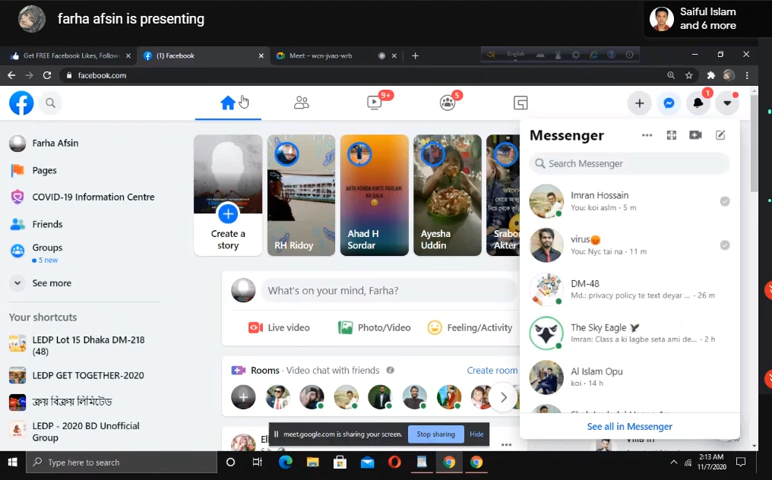 farha afsin is presenting
Saiful Islam
and 6 more
Get FREE Facebook Likes, Follow
(1) Facebook
Meet – wcn-jvao-wrb
English
facebook.com
9+
5
1
Farha Afsin
Pages
COVID-19 Information Centre
Friends
Groups
5 new
See more
Your shortcuts
LEDP Lot 15 Dhaka DM-218
(48)
LEDP GET TOGETHER-2020
ক্রয় বিক্রয় লিমিটেড
LEDP - 2020 BD Unofficial
Group
Create a
story
RH Ridoy
Ahad H
Sordar
Ayesha
Uddin
Srabon
Akter
What's on your mind, Farha?
Live video
Photo/Video
Feeling/Activity
Rooms · Video chat with friends
Create room
Messenger
Search Messenger
Imran Hossain
You: koi aslm · 5 m
virus😡
You: Nyc tai na · 11 m
DM-48
Md.: privacy policy te text deyar ... · 26 m
The Sky Eagle 🦅
Imran: Class a ki lagbe seta ami de... · 2 h
Al Islam Opu
koi · 14 h
See all in Messenger
meet.google.com is sharing your screen.
Stop sharing
Hide
Type here to search
2:13 AM
11/7/2020